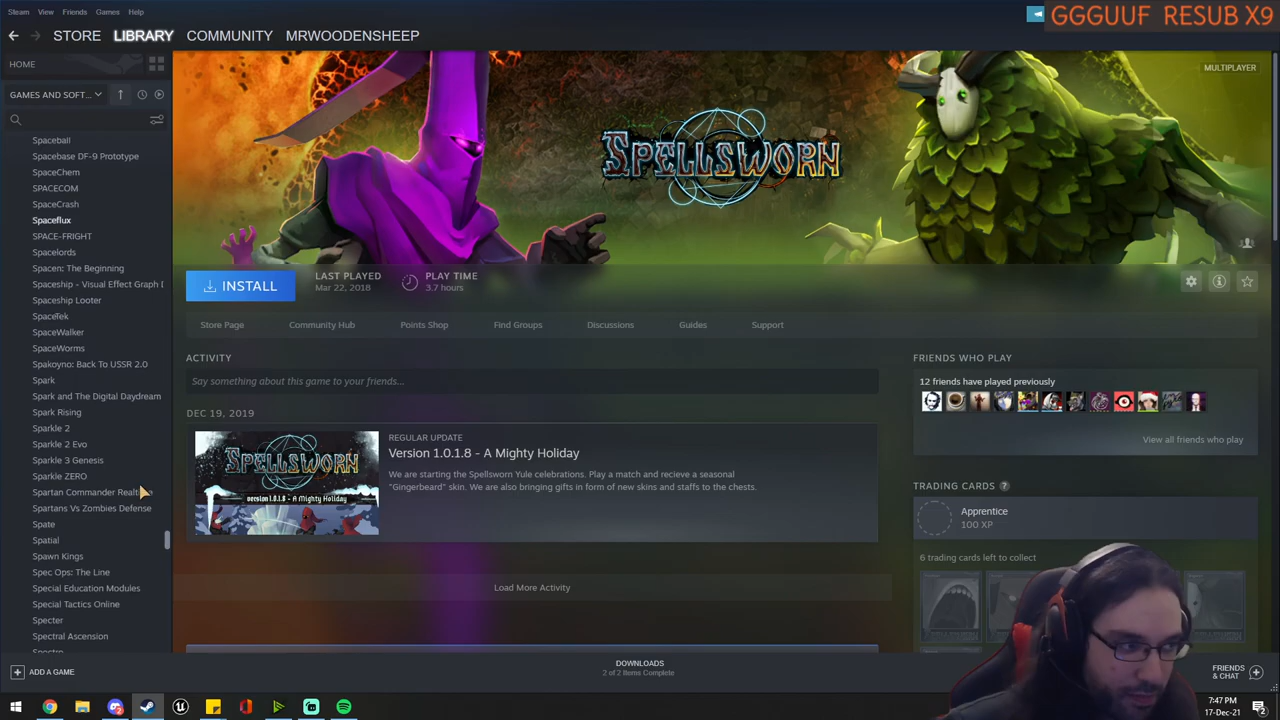 Steam View Friends Games Help
GGGUUF RESUB X9
STORE LIBRARY COMMUNITY MRWOODENSHEEP
HOME
MULTIPLAYER
GAMES AND SOFT...
SPELLSWORN
Spaceball
Spacebase DF-9 Prototype
SpaceChem
SPACECOM
SpaceCrash
Spaceflux
SPACE-FRIGHT
Spacelords
Spacen: The Beginning
Spaceship - Visual Effect Graph
Spaceship Looter
SpaceTek
SpaceWalker
SpaceWorms
Spakoyno: Back To USSR 2.0
Spark
Spark and The Digital Daydream
Spark Rising
Sparkle 2
Sparkle 2 Evo
Sparkle 3 Genesis
Sparkle ZERO
Spartan Commander
Spartans Vs Zombies Defense
Spate
Spatial
Spawn Kings
Spec Ops: The Line
Special Education Modules
Special Tactics Online
Specter
Spectral Ascension
INSTALL
LAST PLAYED
Mar 22, 2018
PLAY TIME
3.7 hours
Store Page Community Hub Points Shop Find Groups Discussions Guides Support
ACTIVITY
Say something about this game to your friends...
DEC 19, 2019
SPELLSWORN
version 1.0.1.8 - A Mighty Holiday
REGULAR UPDATE
Version 1.0.1.8 - A Mighty Holiday
We are starting the Spellsworn Yule celebrations. Play a match and recieve a seasonal
"Gingerbeard" skin. We are also bringing gifts in form of new skins and staffs to the chests.
Load More Activity
FRIENDS WHO PLAY
12 friends have played previously
View all friends who play
TRADING CARDS ?
Apprentice
100 XP
6 trading cards left to collect
ADD A GAME
DOWNLOADS
2 of 2 Items Complete
FRIENDS
& CHAT
7:47 PM
17-Dec-21
2